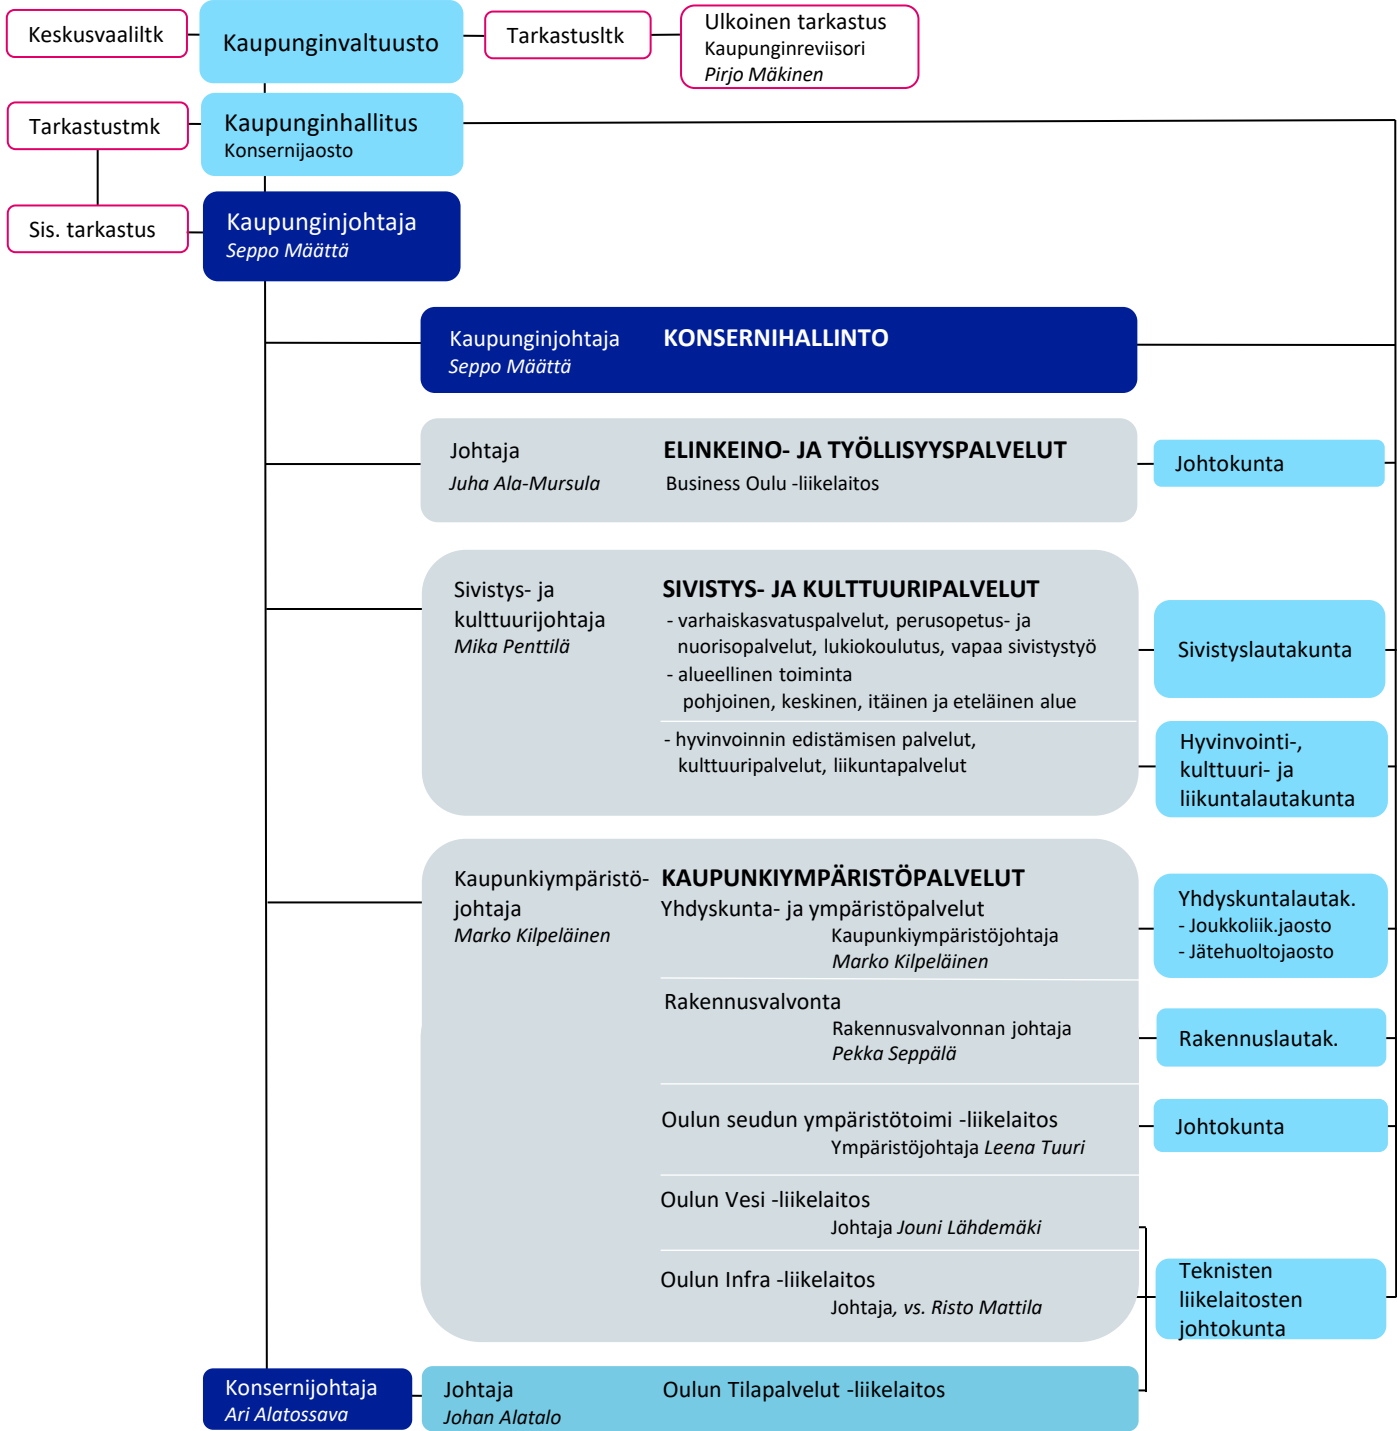 Keskusvaaliltk
Kaupunginvaltuusto
Tarkastusltk
Ulkoinen tarkastus
Kaupunginreviisori
Pirjo Mäkinen
Tarkastustmk
Kaupunginhallitus
Konsernijaosto
Sis. tarkastus
Kaupunginjohtaja
Seppo Määttä
Kaupunginjohtaja
Seppo Määttä
KONSERNIHALLINTO
Johtaja
Juha Ala-Mursula
ELINKEINO- JA TYÖLLISYYSPALVELUT
Business Oulu -liikelaitos
Johtokunta
Sivistys- ja
kulttuurijohtaja
Mika Penttilä
SIVISTYS- JA KULTTUURIPALVELUT
- varhaiskasvatuspalvelut, perusopetus- ja
nuorisopalvelut, lukiokoulutus, vapaa sivistystyö
- alueellinen toiminta
pohjoinen, keskinen, itäinen ja eteläinen alue
- hyvinvoinnin edistämisen palvelut,
kulttuuripalvelut, liikuntapalvelut
Sivistyslautakunta
Hyvinvointi-,
kulttuuri- ja
liikuntalautakunta
Kaupunkiympäristö-
johtaja
Marko Kilpeläinen
KAUPUNKIYMPÄRISTÖPALVELUT
Yhdyskunta- ja ympäristöpalvelut
Kaupunkiympäristöjohtaja
Marko Kilpeläinen
Yhdyskuntalautak.
- Joukkoliik.jaosto
- Jätehuoltojaosto
Rakennusvalvonta
Rakennusvalvonnan johtaja
Pekka Seppälä
Rakennuslautak.
Oulun seudun ympäristötoimi -liikelaitos
Ympäristöjohtaja Leena Tuuri
Johtokunta
Oulun Vesi -liikelaitos
Johtaja Jouni Lähdemäki
Oulun Infra -liikelaitos
Johtaja, vs. Risto Mattila
Teknisten
liikelaitosten
johtokunta
Konsernijohtaja
Ari Alatossava
Johtaja
Johan Alatalo
Oulun Tilapalvelut -liikelaitos